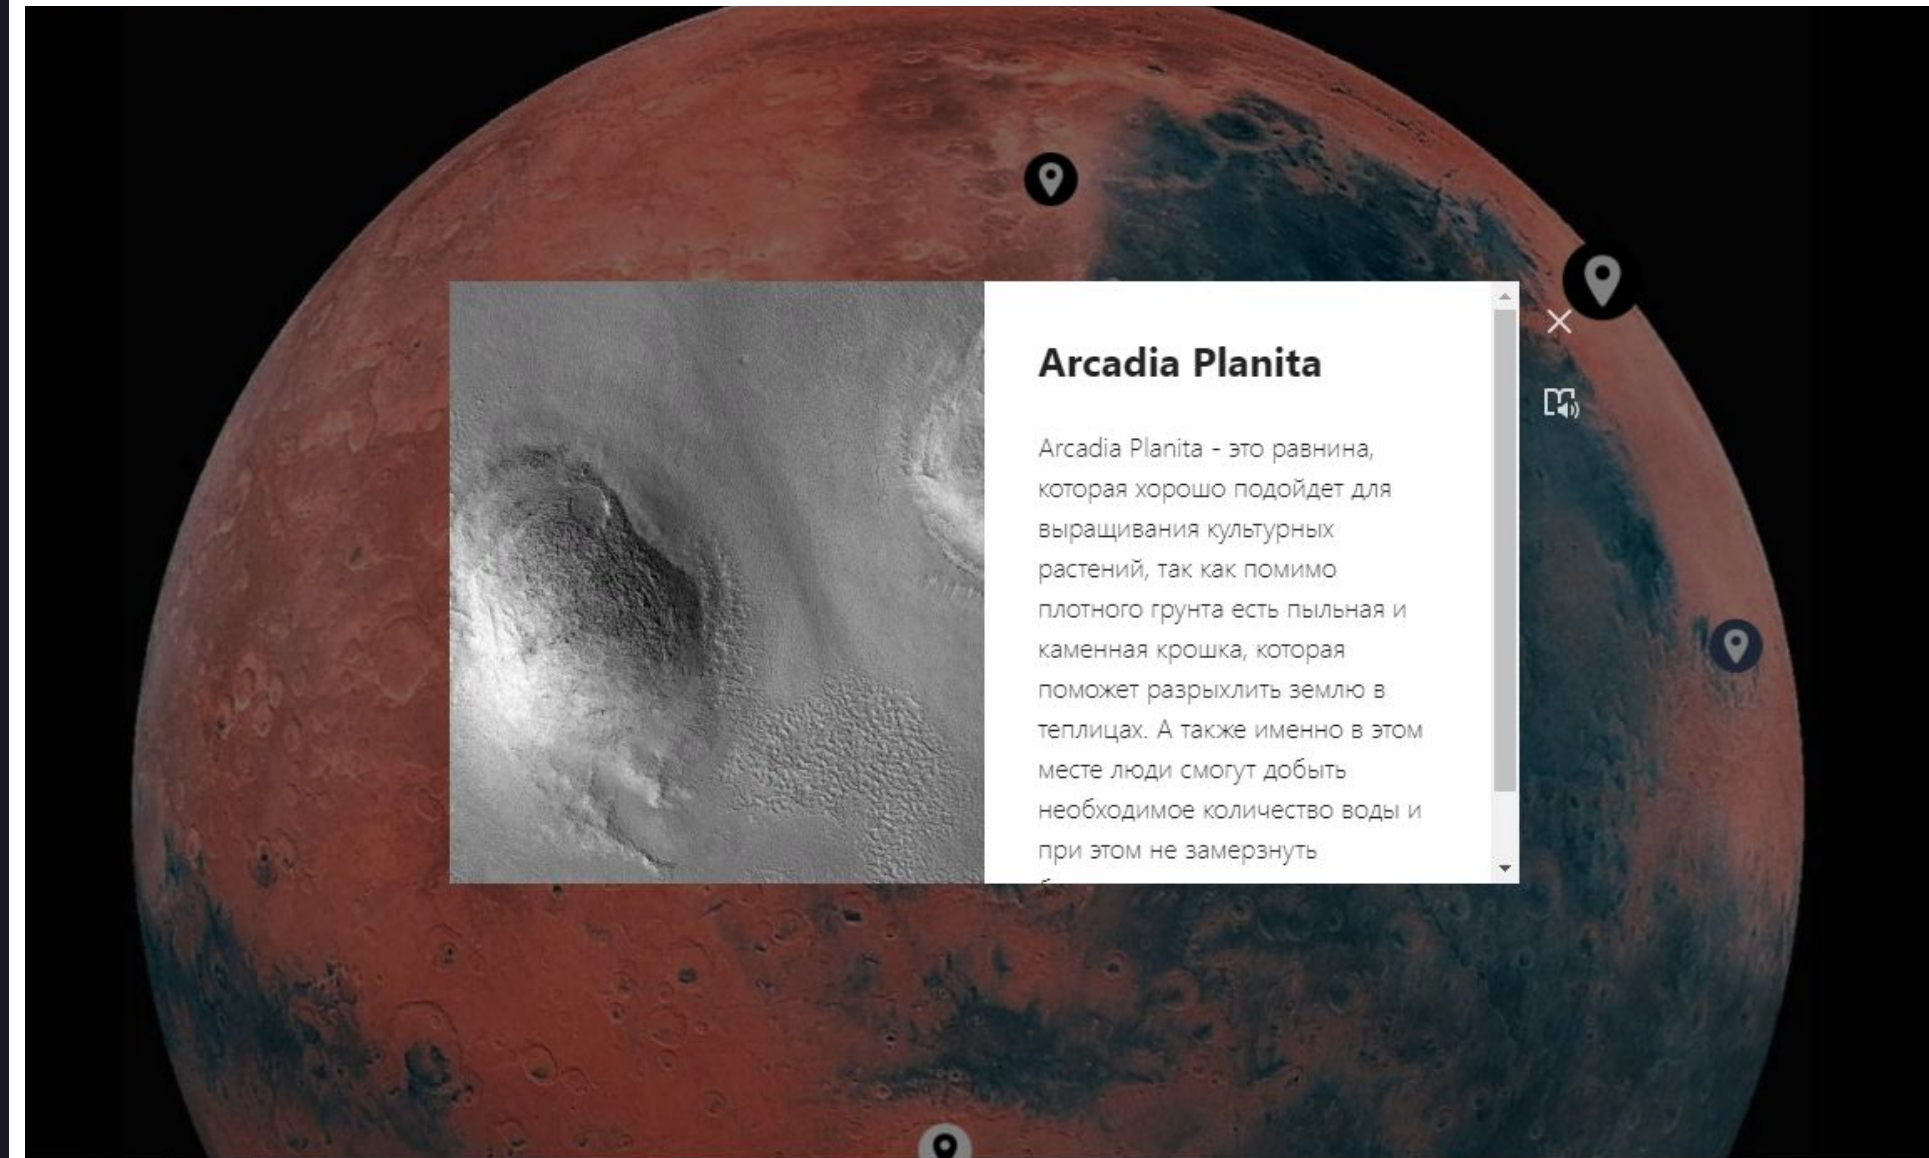 Arcadia Planita
Arcadia Planita - это равнина,
которая хорошо подойдет для
выращивания культурных
растений, так как помимо
плотного грунта есть пыльная и
каменная крошка, которая
поможет разрыхлить землю в
теплицах. А также именно в этом
месте люди смогут добыть
необходимое количество воды и
при этом не замерзнуть